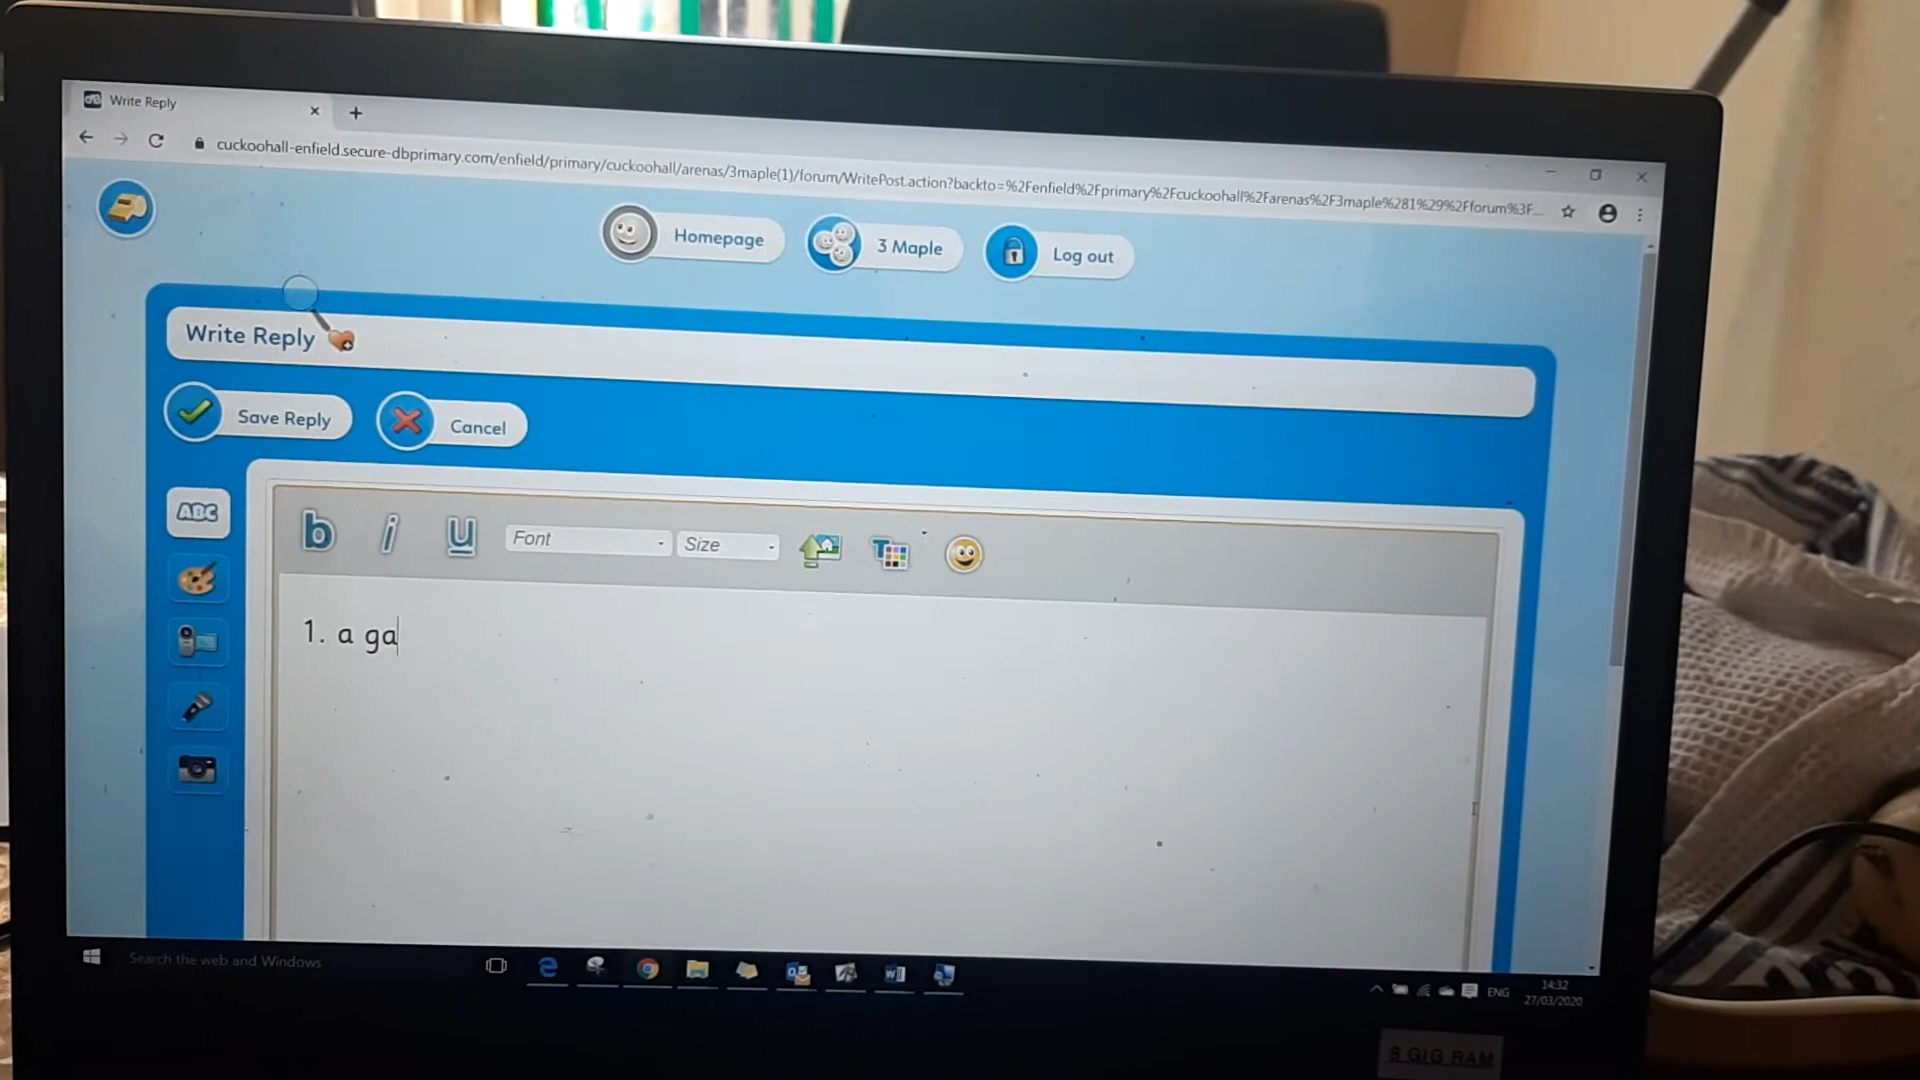 Write Reply
cuckoohall-enfield.secure-dbprimary.com/enfield/primary/cuckoohall/arenas/3maple(1)/forum/WritePost.action?backto=%2Fenfield%2Fprimary%2Fcuckoohall%2Farenas%2F3maple%281%29%2Fforum%3F...
Homepage
3 Maple
Log out
Write Reply
Save Reply
Cancel
ABC
b i U Font Size T
1. a ga
Search the web and Windows
ENG
14:32
27/03/2020
8 GIG RAM